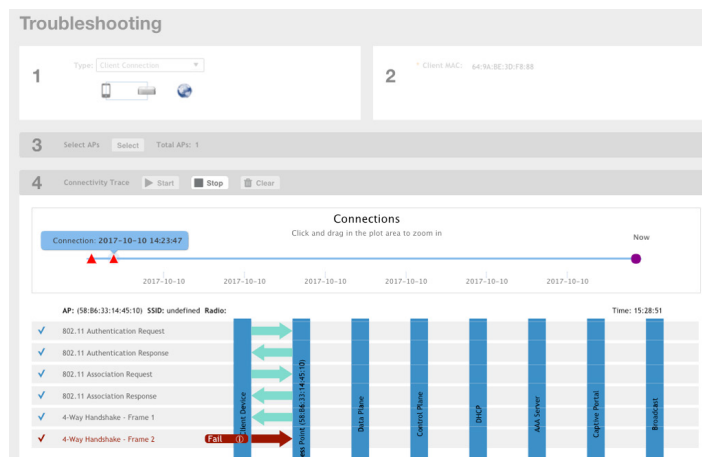 Troubleshooting
1
Type: Client Connection
2
* Client MAC: 64:9A:BE:3D:FB:88
3 Select APs Select Total APs: 1
4 Connectivity Trace Start Stop Clear
Connections
Click and drag in the plot area to zoom in
Connection: 2017-10-10 14:23:47
Now
2017-10-10 2017-10-10 2017-10-10 2017-10-10 2017-10-10 2017-10-10
AP: (58:B6:33:14:45:10) SSID: undefined Radio: Time: 15:28:51
802.11 Authentication Request
802.11 Authentication Response
802.11 Association Request
802.11 Association Response
4-Way Handshake - Frame 1
4-Way Handshake - Frame 2 Fail
Client Device
ess Point (58:B6:33:14:45:10)
Data Plane
Control Plane
DHCP
AAA Server
Captive Portal
Broadcast